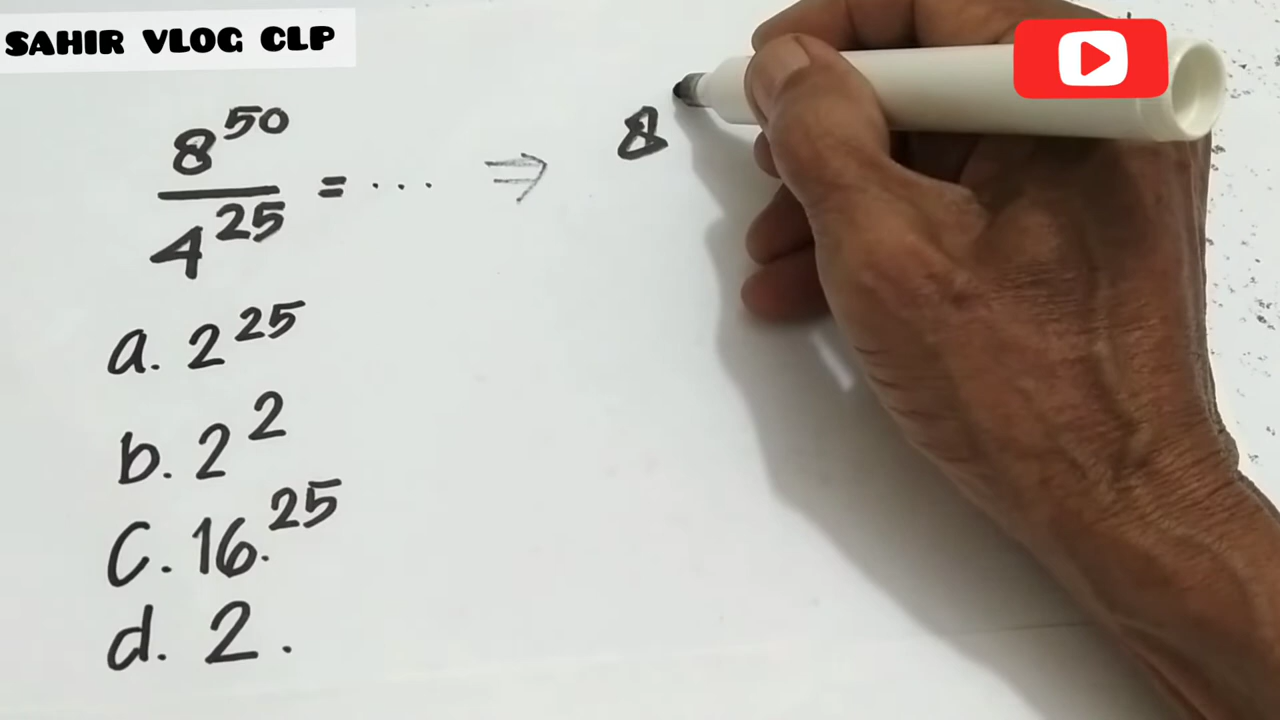 SAHIR VLOG CLP
8^50 / 4^25 = ... ⇒ 8
a. 2^25
b. 2^2
C. 16.^25
d. 2.